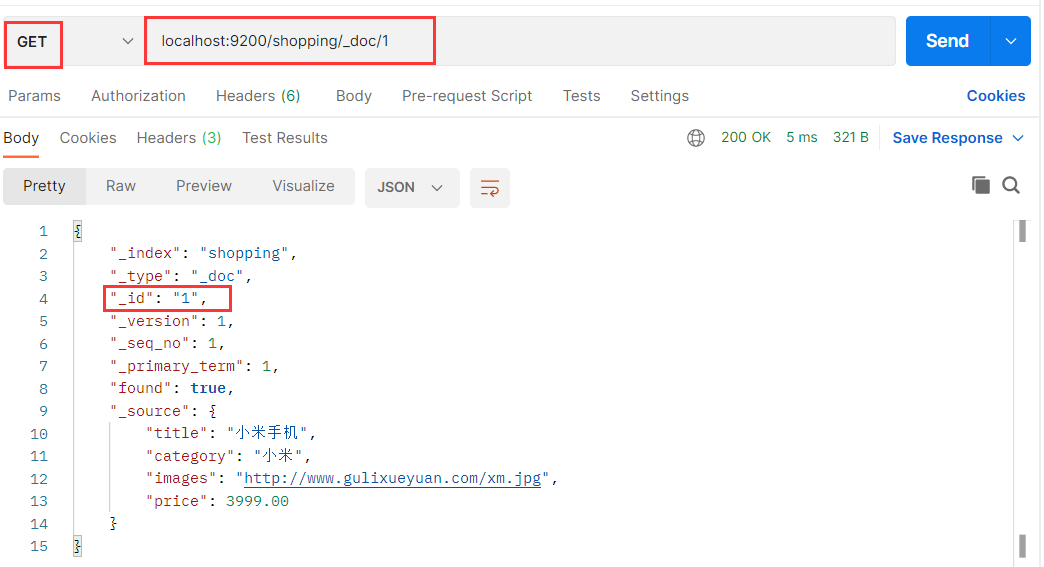 GET localhost:9200/shopping/_doc/1 Send
Params Authorization Headers (6) Body Pre-request Script Tests Settings Cookies
Body Cookies Headers (3) Test Results 200 OK 5 ms 321 B Save Response
Pretty Raw Preview Visualize JSON
1 {
2 "_index": "shopping",
3 "_type": "_doc",
4 "_id": "1",
5 "_version": 1,
6 "_seq_no": 1,
7 "_primary_term": 1,
8 "found": true,
9 "_source": {
10 "title": "小米手机",
11 "category": "小米",
12 "images": "http://www.gulixueyuan.com/xm.jpg",
13 "price": 3999.00
14 }
15 }